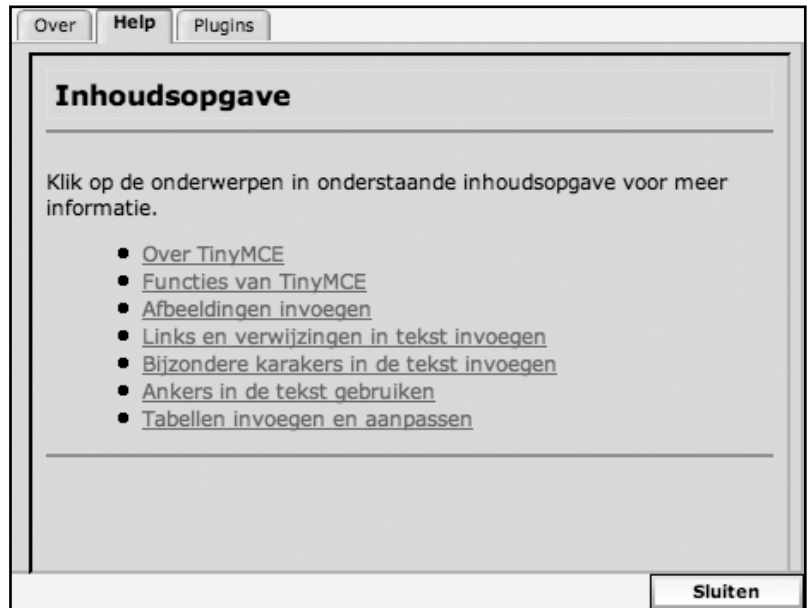 Over Help Plugins
Inhoudsopgave
Klik op de onderwerpen in onderstaande inhoudsopgave voor meer
informatie.
Over TinyMCE
Functies van TinyMCE
Afbeeldingen invoegen
Links en verwijzingen in tekst invoegen
Bijzondere karakers in de tekst invoegen
Ankers in de tekst gebruiken
Tabellen invoegen en aanpassen
Sluiten